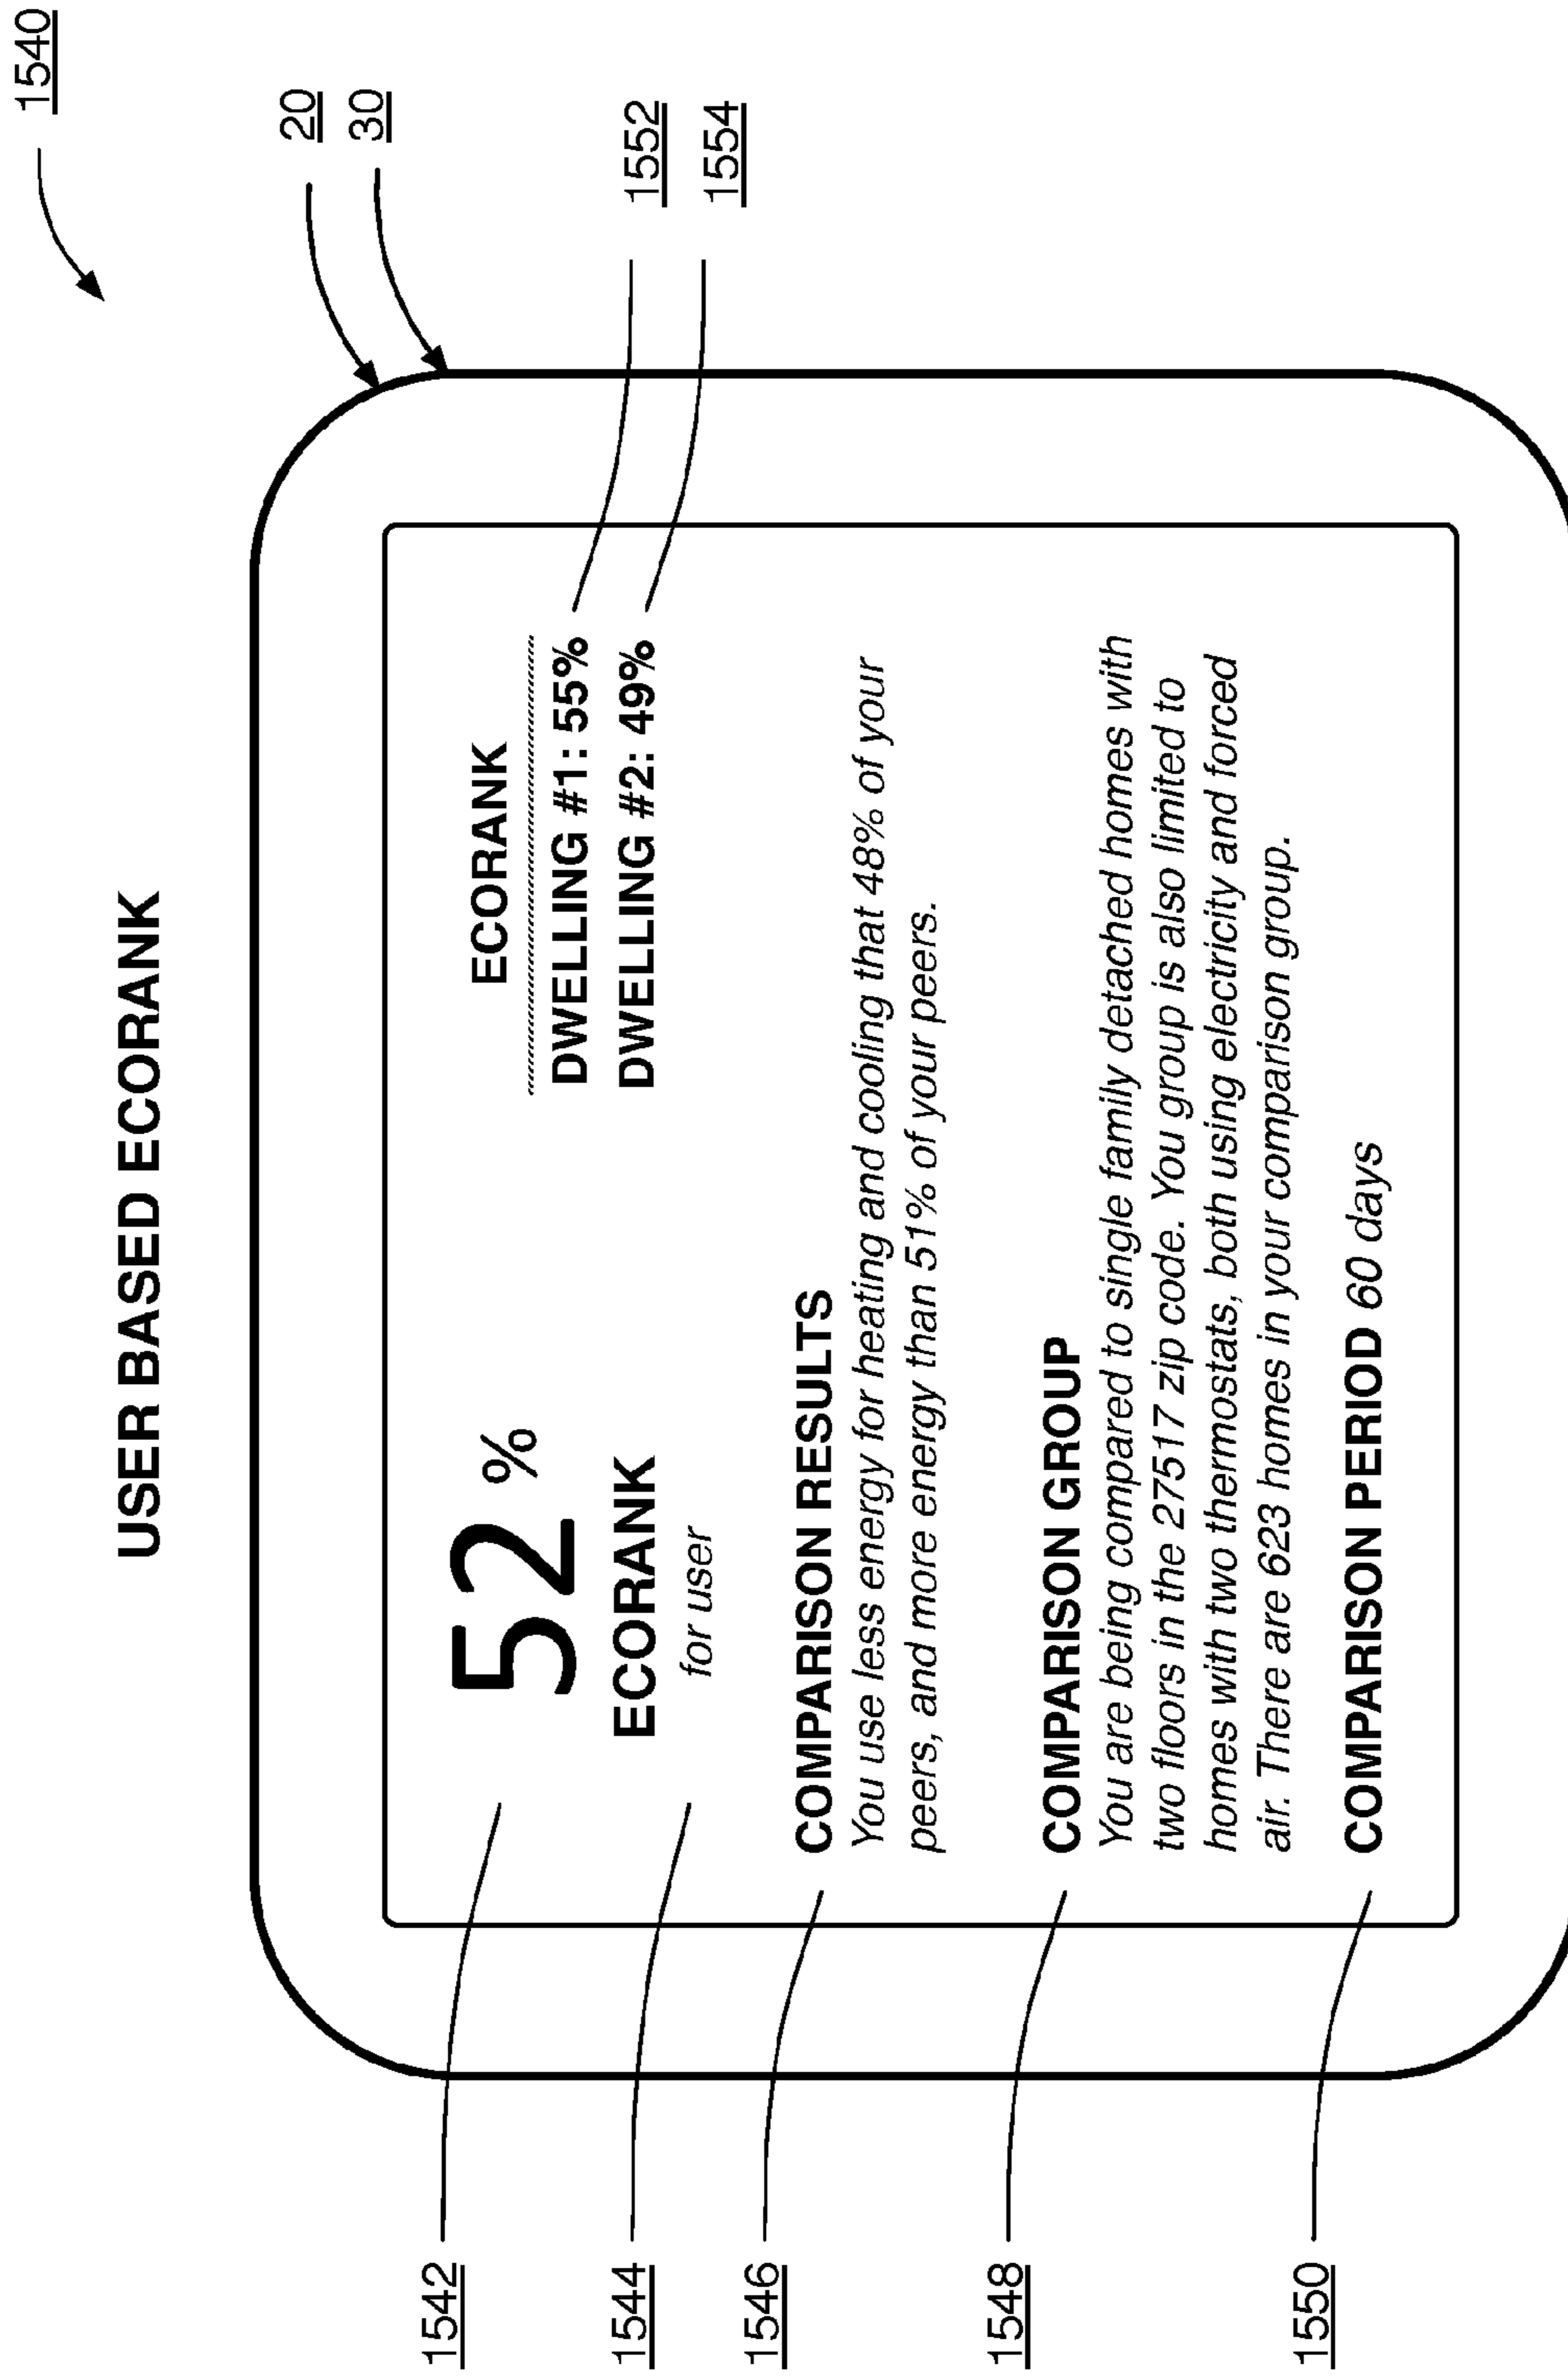 1540
USER BASED ECORANK
20
30
1542
52 %
ECORANK
DWELLING #1: 55%
1552
DWELLING #2: 49%
1554
1544
ECORANK
for user
1546
COMPARISON RESULTS
You use less energy for heating and cooling that 48% of your
peers, and more energy than 51% of your peers.
1548
COMPARISON GROUP
You are being compared to single family detached homes with
two floors in the 27517 zip code. You group is also limited to
homes with two thermostats, both using electricity and forced
air. There are 623 homes in your comparison group.
1550
COMPARISON PERIOD 60 days